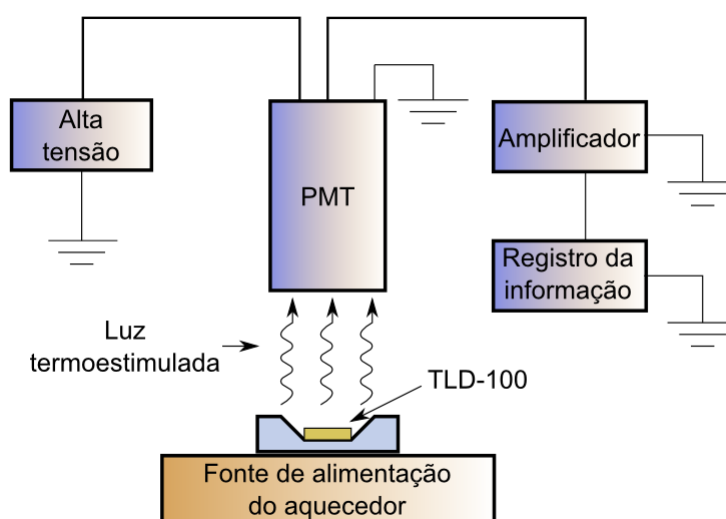 Alta
tensão
PMT
Amplificador
Registro da
informação
Luz
termoestimulada
TLD-100
Fonte de alimentação
do aquecedor